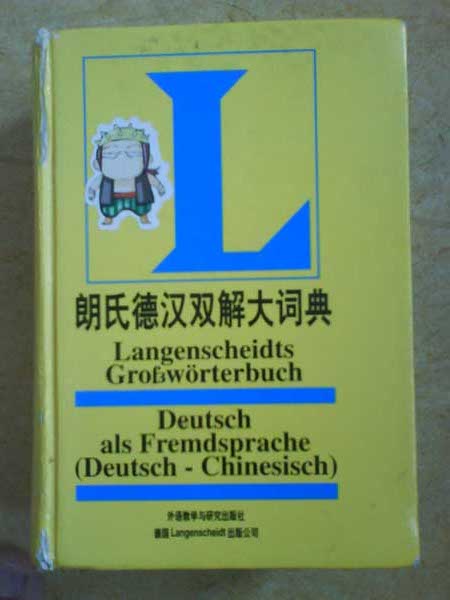 L
朗氏德汉双解大词典
Langenscheidts
Großwörterbuch
Deutsch
als Fremdsprache
(Deutsch - Chinesisch)
外语教学与研究出版社
德国 Langenscheidt 出版公司